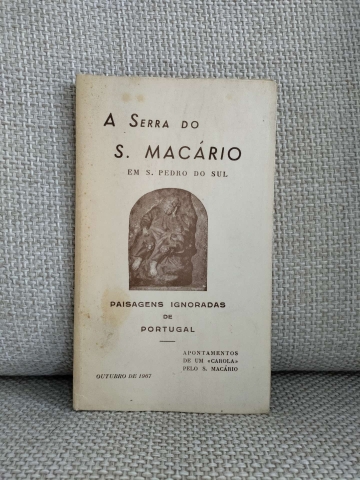 A SERRA DO
S. MACÁRIO
EM S. PEDRO DO SUL
PAISAGENS IGNORADAS
DE
PORTUGAL
APONTAMENTOS
DE UM «CAROLA»
PELO S. MACÁRIO
OUTUBRO DE 1967